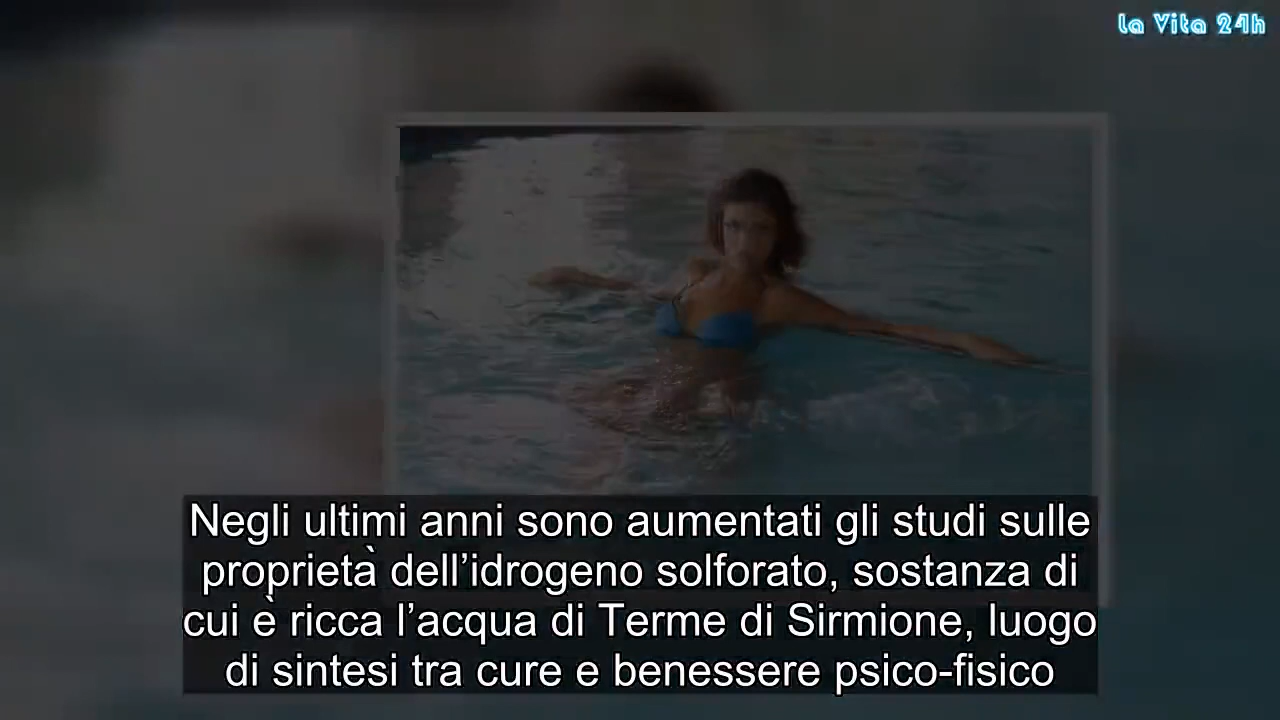 La Vita 24h
Negli ultimi anni sono aumentati gli studi sulle
proprietà dell’idrogeno solforato, sostanza di
cui è ricca l’acqua di Terme di Sirmione, luogo
di sintesi tra cure e benessere psico-fisico